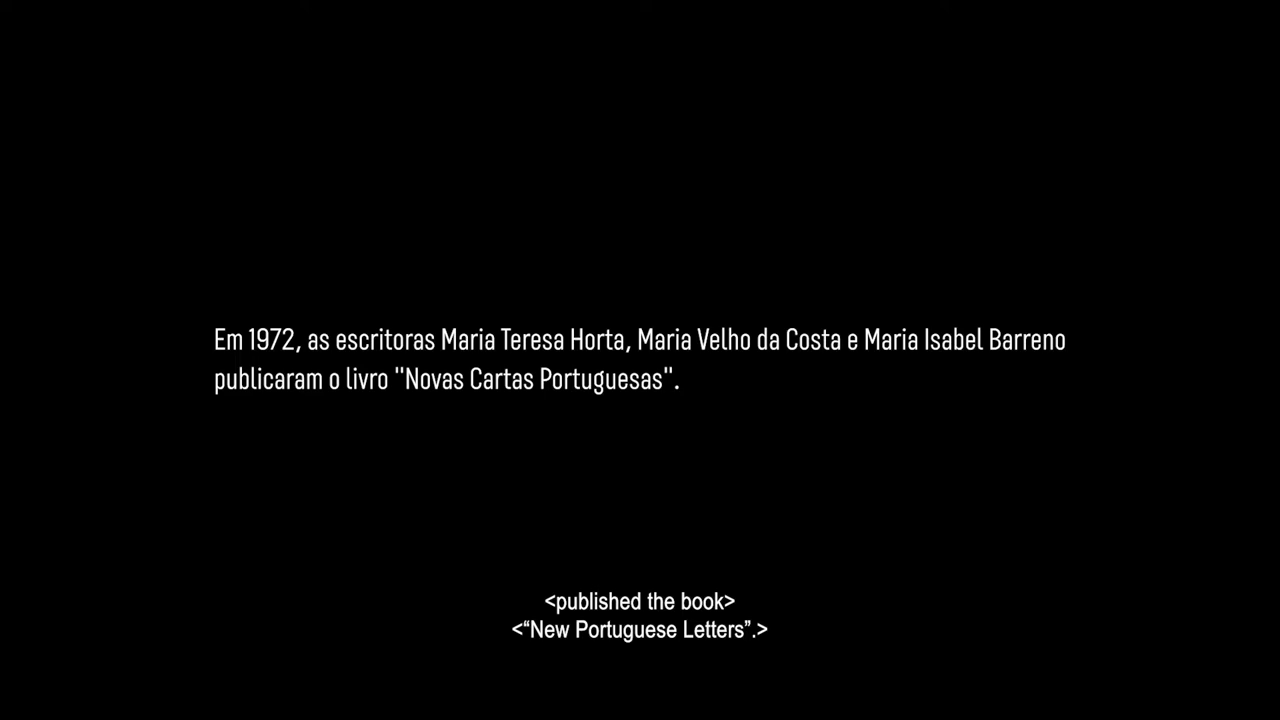 Em 1972, as escritoras Maria Teresa Horta, Maria Velho da Costa e Maria Isabel Barreno
publicaram o livro "Novas Cartas Portuguesas".
<published the book>
<“New Portuguese Letters”.>